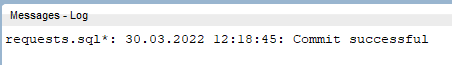 Messages - Log
requests.sql*: 30.03.2022 12:18:45: Commit successful